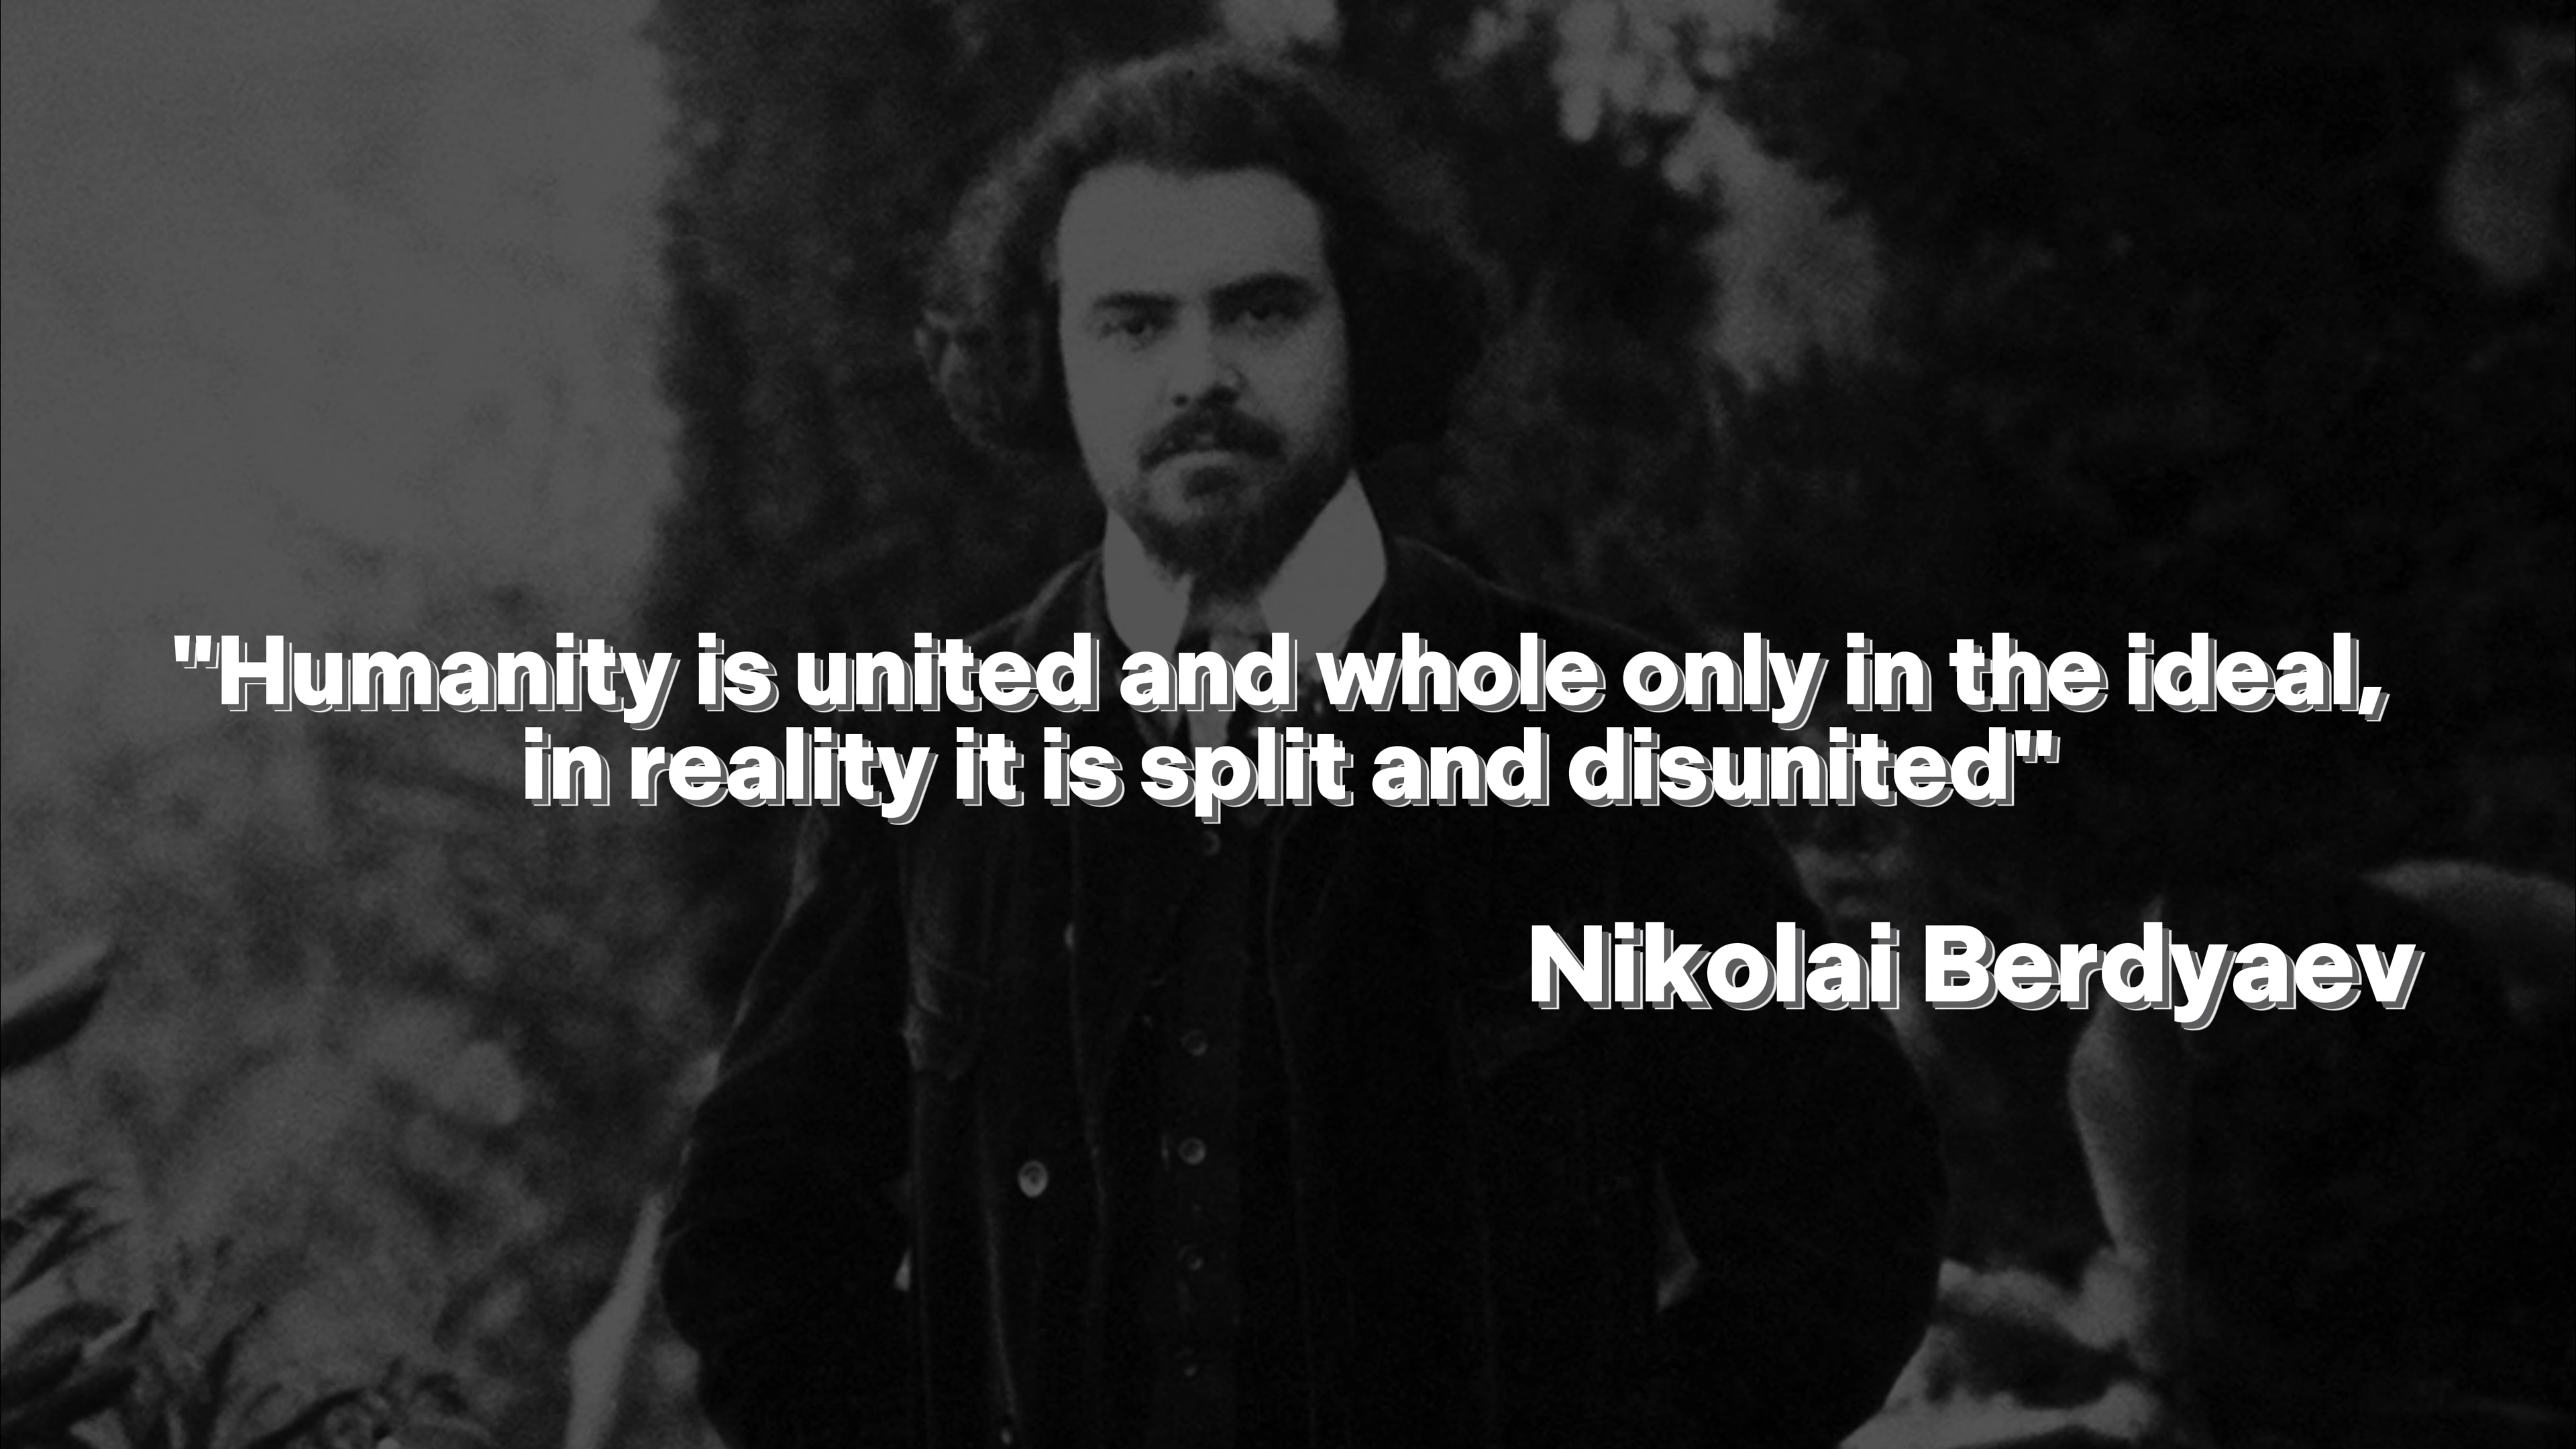 "Humanity is united and whole only in the ideal,
in reality it is split and disunited"
Nikolai Berdyaev